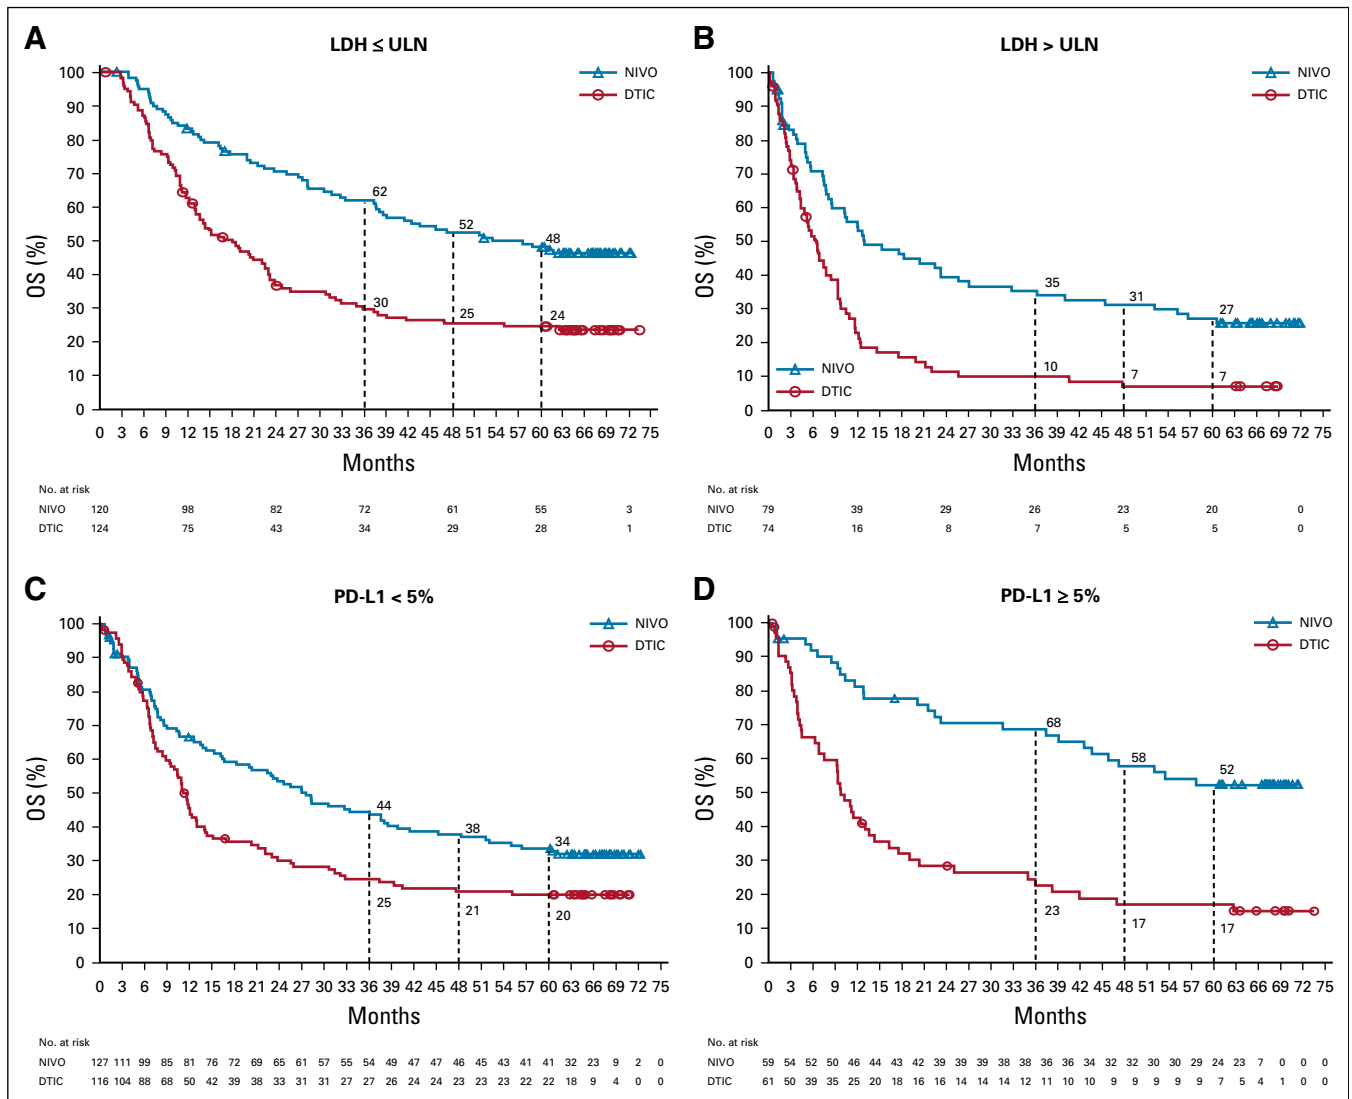 A
LDH ≤ ULN
NIVO
DTIC
OS (%)
100
90
80
70
60
50
40
30
20
10
0
62
52
48
30
25
24
0 3 6 9 12 15 18 21 24 27 30 33 36 39 42 45 48 51 54 57 60 63 66 69 72 75
Months
No. at risk
NIVO 120 98 82 72 61 55 3
DTIC 124 75 43 34 29 28 1
B
LDH > ULN
NIVO
DTIC
OS (%)
100
90
80
70
60
50
40
30
20
10
0
35
31
27
10
7
7
NIVO
DTIC
0 3 6 9 12 15 18 21 24 27 30 33 36 39 42 45 48 51 54 57 60 63 66 69 72 75
Months
No. at risk
NIVO 79 39 29 26 23 20 0
DTIC 74 16 8 7 5 5 0
C
PD-L1 < 5%
NIVO
DTIC
OS (%)
100
90
80
70
60
50
40
30
20
10
0
44
38
34
25
21
20
0 3 6 9 12 15 18 21 24 27 30 33 36 39 42 45 48 51 54 57 60 63 66 69 72 75
Months
No. at risk
NIVO 127 111 99 85 81 76 72 69 65 61 57 55 54 49 47 47 46 45 43 41 41 32 23 9 2 0
DTIC 116 104 88 68 50 42 39 38 33 31 31 27 27 26 24 24 23 23 23 22 22 18 9 4 0 0
D
PD-L1 ≥ 5%
NIVO
DTIC
OS (%)
100
90
80
70
60
50
40
30
20
10
0
68
58
52
23
17
17
0 3 6 9 12 15 18 21 24 27 30 33 36 39 42 45 48 51 54 57 60 63 66 69 72 75
Months
No. at risk
NIVO 59 54 52 50 46 44 43 42 39 39 38 38 36 36 34 32 32 30 30 29 24 23 7 0 0 0
DTIC 61 50 39 35 25 20 18 16 16 14 14 14 12 11 10 10 9 9 9 9 7 5 4 1 0 0